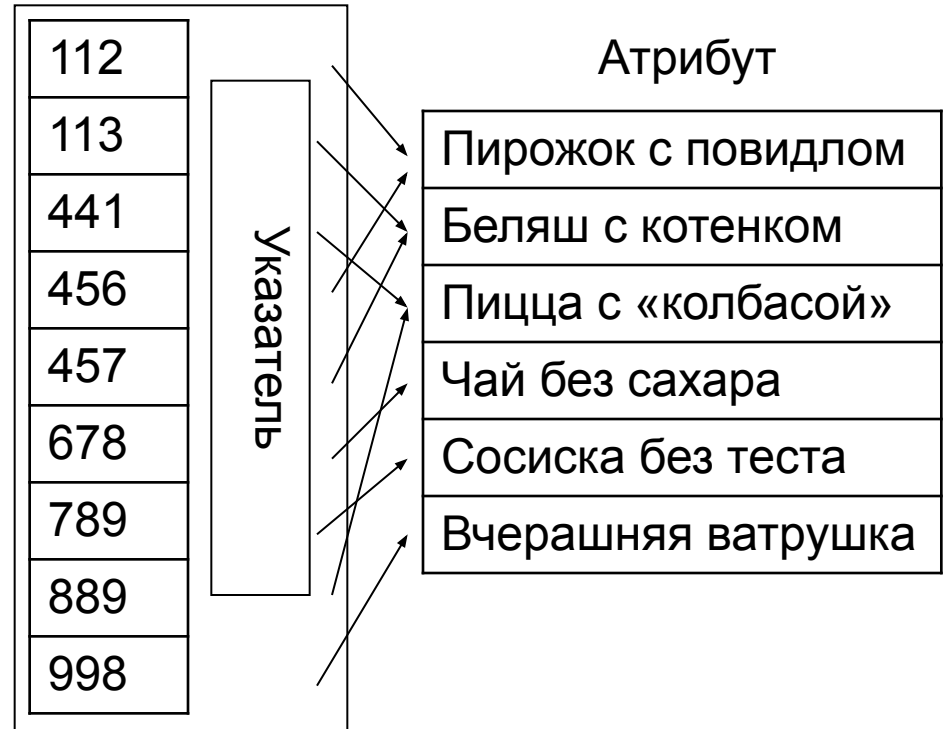 112
113
441
456
457
678
789
889
998
Указатель
Атрибут
Пирожок с повидлом
Беляш с котенком
Пицца с «колбасой»
Чай без сахара
Сосиска без теста
Вчерашняя ватрушка